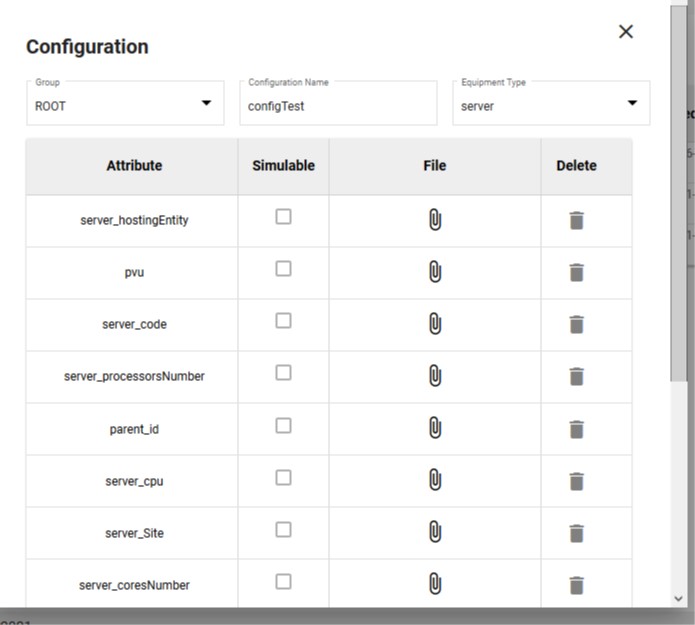 Configuration
Group
ROOT
Configuration Name
configTest
Equipment Type
server
Attribute Simulable File Delete
server_hostingEntity
pvu
server_code
server_processorsNumber
parent_id
server_cpu
server_Site
server_coresNumber